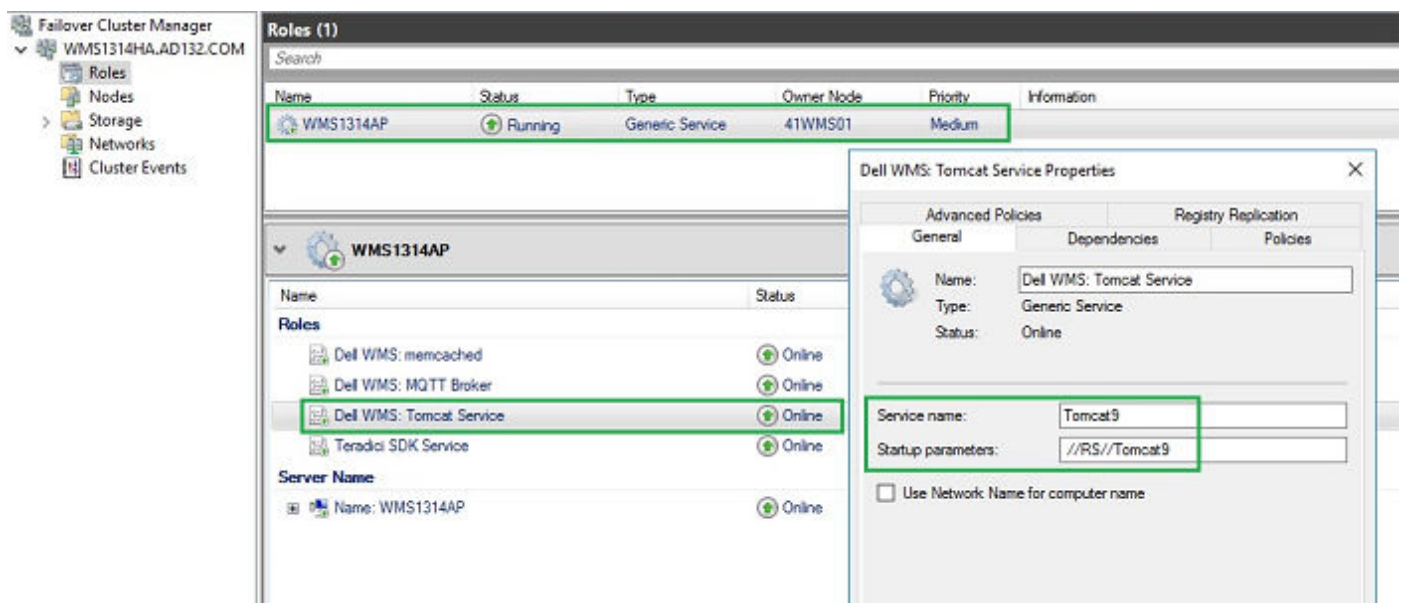 Failover Cluster Manager
WMS1314HA.AD132.COM
Roles
Nodes
Storage
Networks
Cluster Events
Roles (1)
Search
Name Status Type Owner Node Priority Information
WMS1314AP Running Generic Service 41WMS01 Medium
WMS1314AP
Name Status
Roles
Dell WMS: memcached Online
Dell WMS: MQTT Broker Online
Dell WMS: Tomcat Service Online
Teradici SDK Service Online
Server Name
Name: WMS1314AP Online
Dell WMS: Tomcat Service Properties
Advanced Policies Registry Replication
General Dependencies Policies
Name: Dell WMS: Tomcat Service
Type: Generic Service
Status: Online
Service name: Tomcat9
Startup parameters: //RS//Tomcat9
Use Network Name for computer name